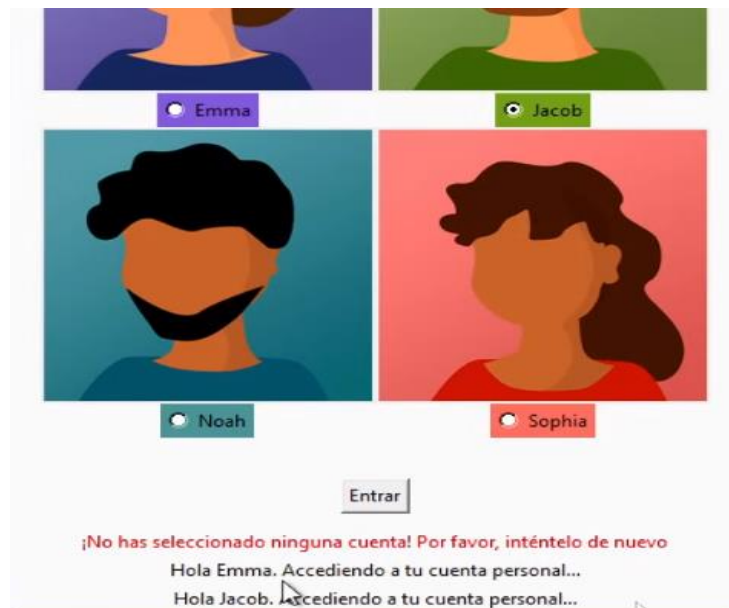 Emma
Jacob
Noah
Sophia
Entrar
¡No has seleccionado ninguna cuenta! Por favor, inténtelo de nuevo
Hola Emma. Accediendo a tu cuenta personal...
Hola Jacob. Accediendo a tu cuenta personal...